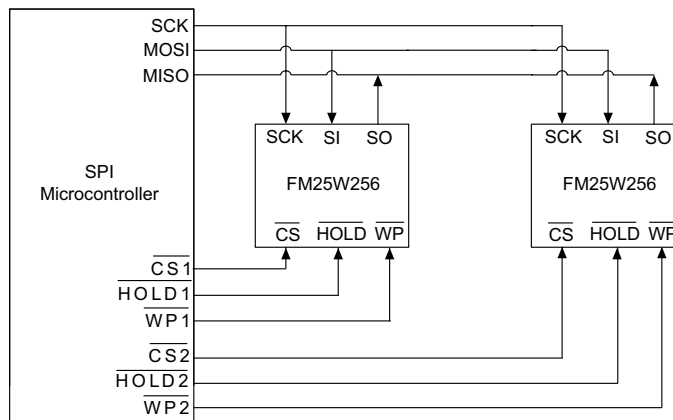 SCK
MOSI
MISO
SCK SI SO
SCK SI SO
FM25W256
FM25W256
SPI
Microcontroller
CS HOLD WP
CS HOLD WP
CS1
HOLD1
WP1
CS2
HOLD2
WP2